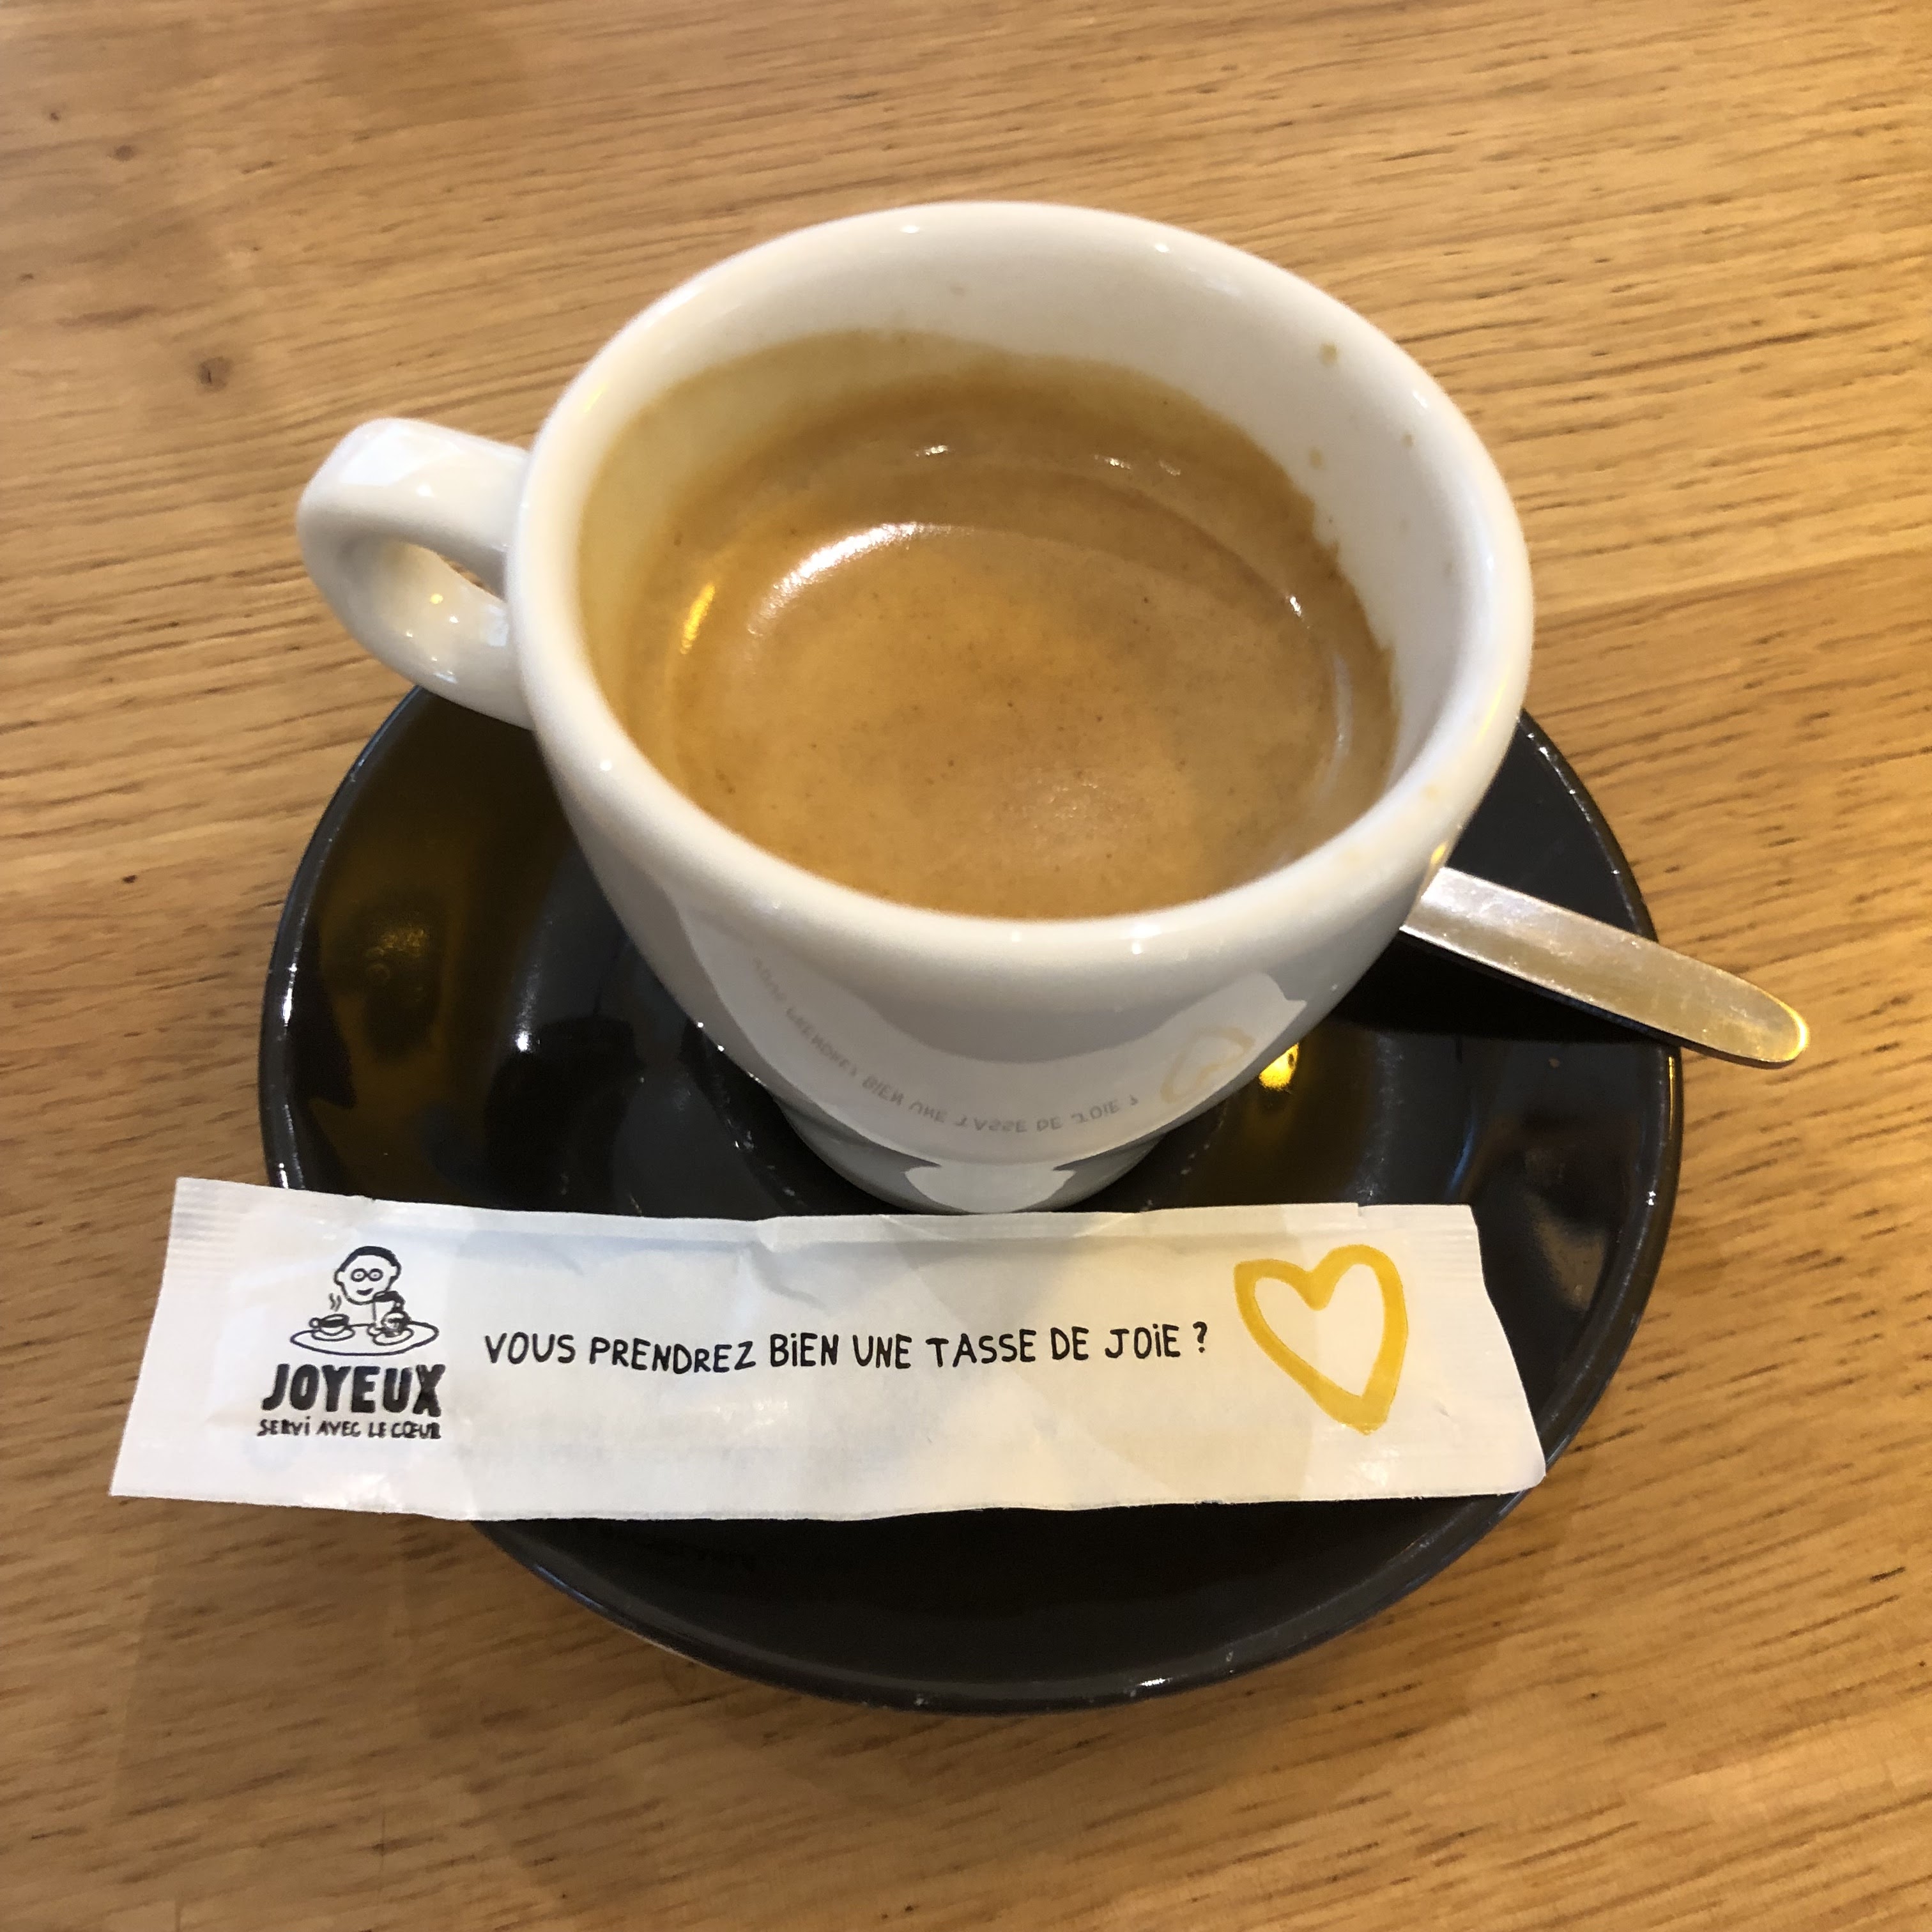 JOYEUX
SERVi AVEC LE CŒUR
VOUS PRENDREZ BiEN UNE TASSE DE JOiE ?